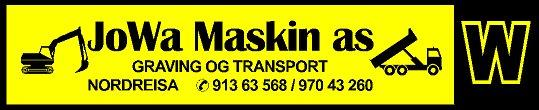 JoWa Maskin as
GRAVING OG TRANSPORT
NORDREISA ✆ 913 63 568 / 970 43 260
W